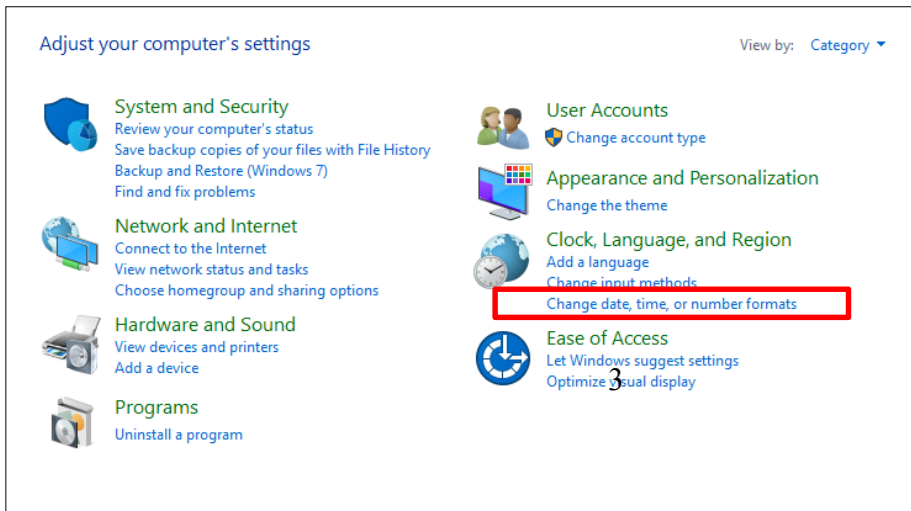 Adjust your computer's settings
View by: Category
System and Security
Review your computer's status
Save backup copies of your files with File History
Backup and Restore (Windows 7)
Find and fix problems
Network and Internet
Connect to the Internet
View network status and tasks
Choose homegroup and sharing options
Hardware and Sound
View devices and printers
Add a device
Programs
Uninstall a program
User Accounts
Change account type
Appearance and Personalization
Change the theme
Clock, Language, and Region
Add a language
Change input methods
Change date, time, or number formats
Ease of Access
Let Windows suggest settings
Optimize visual display
3